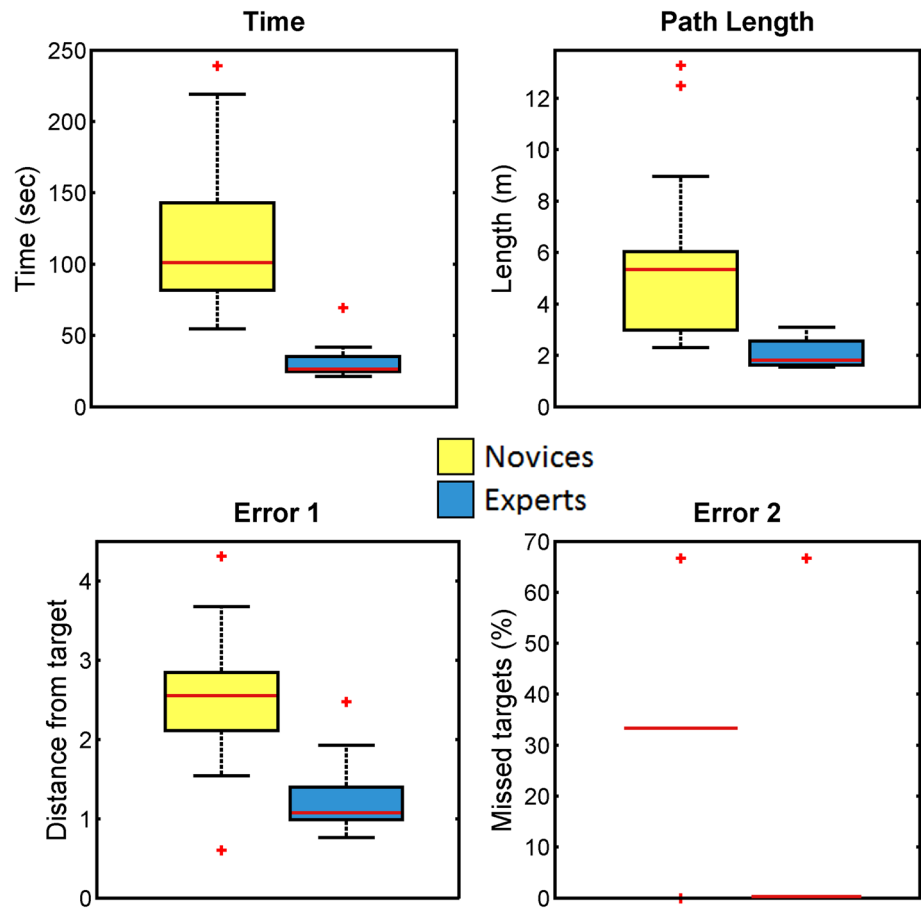 Time
Time (sec)
250
200
150
100
50
0
Path Length
Length (m)
12
10
8
6
4
2
0
Novices
Experts
Error 1
Distance from target
4
3
2
1
0
Error 2
Missed targets (%)
70
60
50
40
30
20
10
0